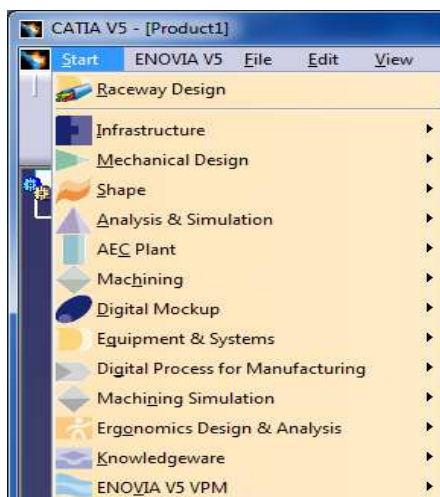 CATIA V5 - [Product1]
Start ENOVIA V5 File Edit View
Raceway Design
Infrastructure
Mechanical Design
Shape
Analysis & Simulation
AEC Plant
Machining
Digital Mockup
Equipment & Systems
Digital Process for Manufacturing
Machining Simulation
Ergonomics Design & Analysis
Knowledgeware
ENOVIA V5 VPM